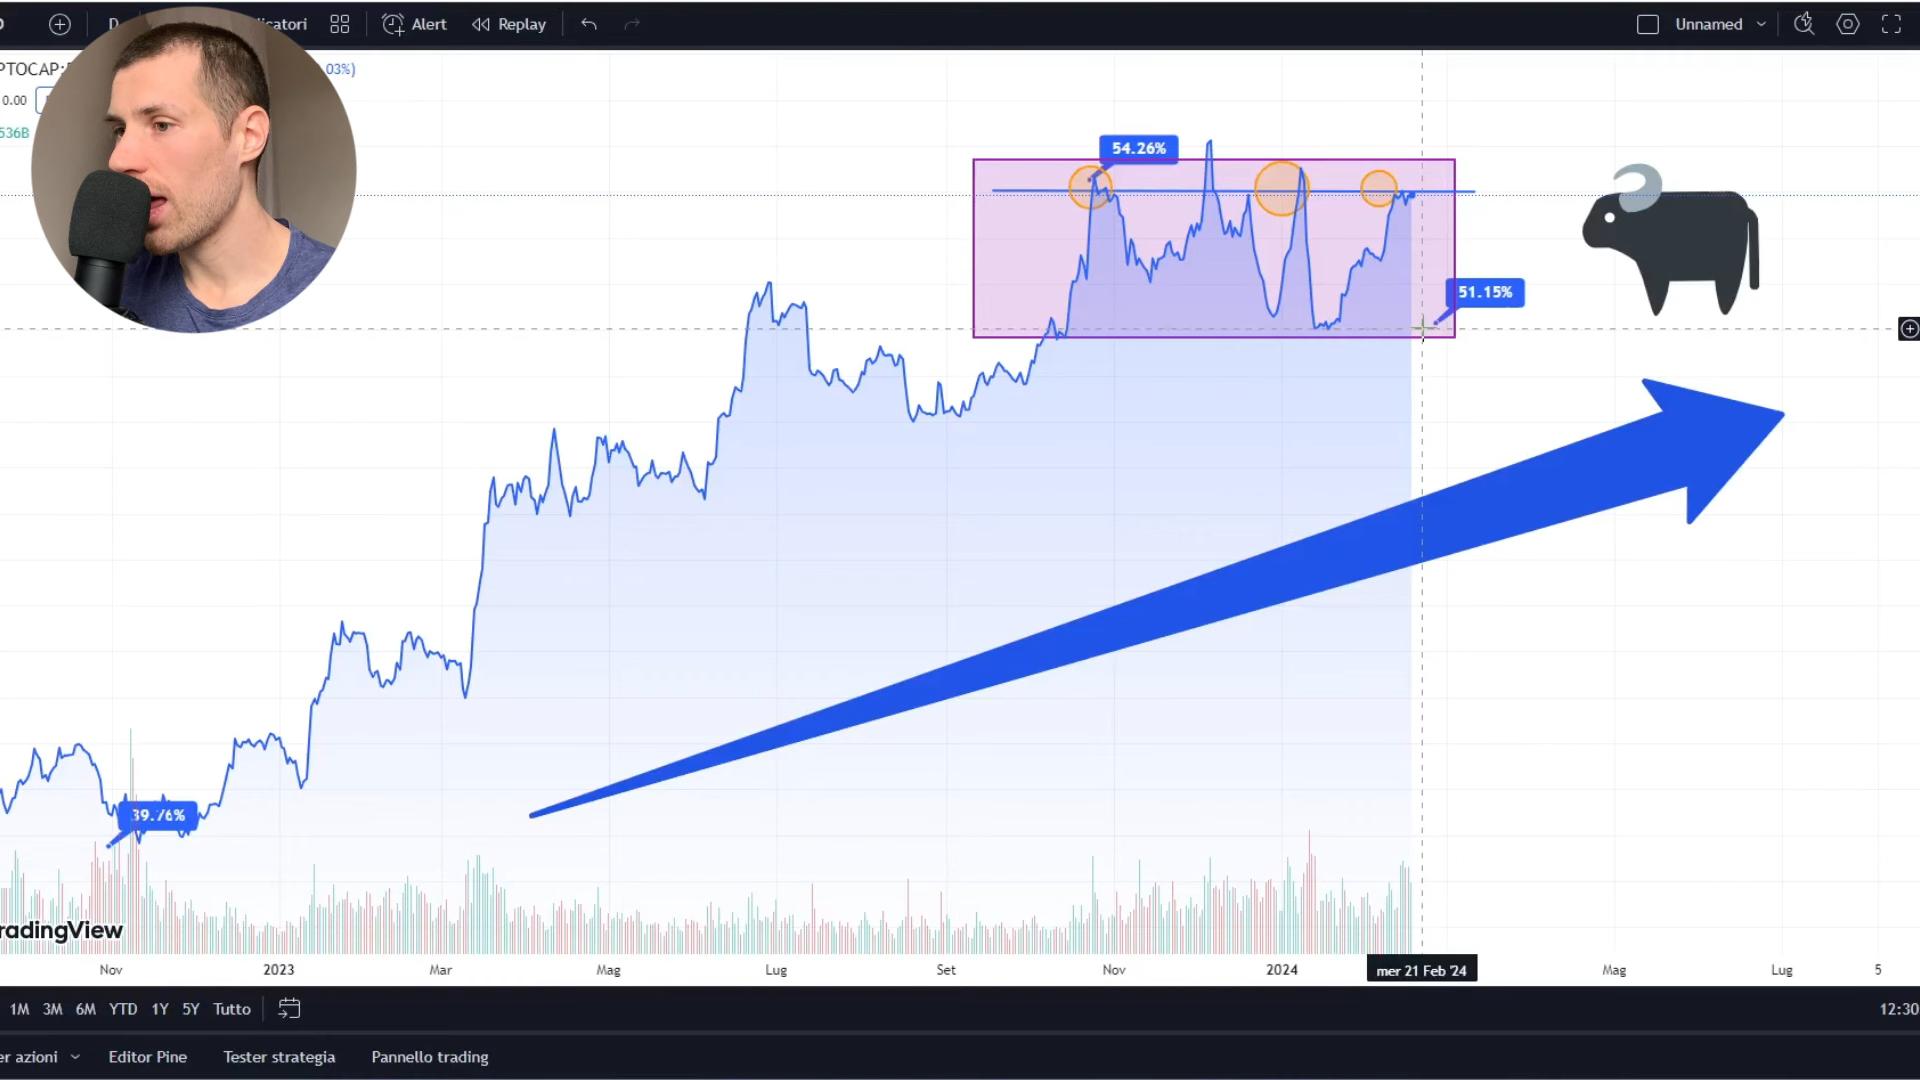 D
icatori
Alert
Replay
Unnamed
PTOCAP:
03%)
0.00
536B
54.26%
51.15%
39.76%
radingView
Nov
2023
Mar
Mag
Lug
Set
Nov
2024
mer 21 Feb '24
Mag
Lug
5
1M 3M 6M YTD 1Y 5Y Tutto
12:30
er azioni
Editor Pine
Tester strategia
Pannello trading